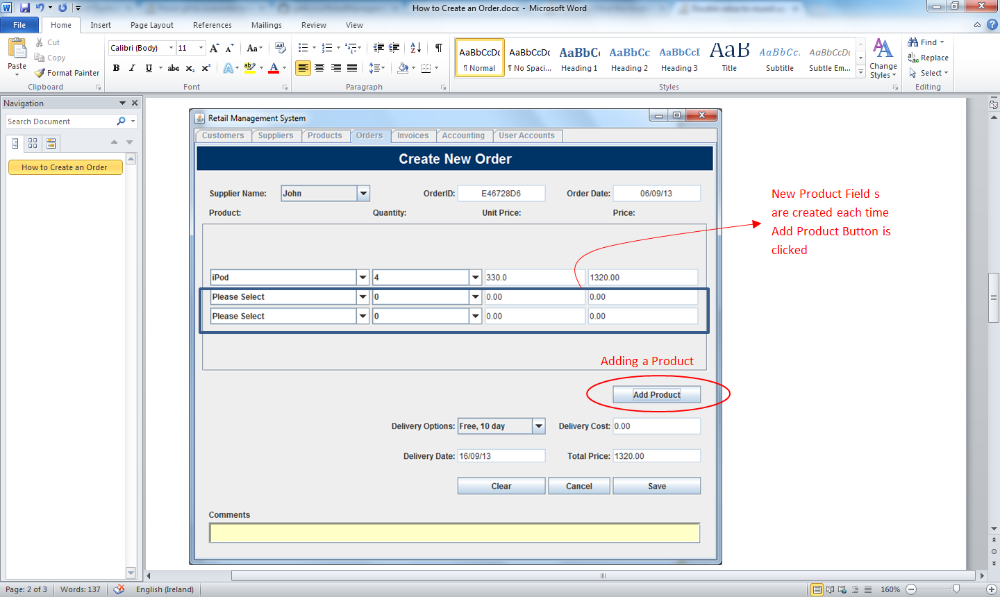 How to Create an Order.docx - Microsoft Word
File Home Insert Page Layout References Mailings Review View
Paste
Cut
Copy
Format Painter
Clipboard
Calibri (Body) 11
Aa
B I U abc x₂ x²
Font
Paragraph
AaBbCcDc AaBbCcDc AaBbCc AaBbCc AaBbCcI AaB AaBbCcI AaBbCcDc
¶ Normal ¶ No Spaci... Heading 1 Heading 2 Heading 3 Title Subtitle Subtle Em...
Styles
Change
Styles
Find
Replace
Select
Editing
Navigation
Search Document
How to Create an Order
Retail Management System
Customers Suppliers Products Orders Invoices Accounting User Accounts
Create New Order
Supplier Name: John OrderID: E46728D6 Order Date: 06/09/13
Product: Quantity: Unit Price: Price:
iPod 4 330.0 1320.00
Please Select 0 0.00 0.00
Please Select 0 0.00 0.00
New Product Field s
are created each time
Add Product Button is
clicked
Adding a Product
Add Product
Delivery Options: Free, 10 day Delivery Cost: 0.00
Delivery Date: 16/09/13 Total Price: 1320.00
Clear Cancel Save
Comments
Page: 2 of 3 Words: 137 English (Ireland) 160%